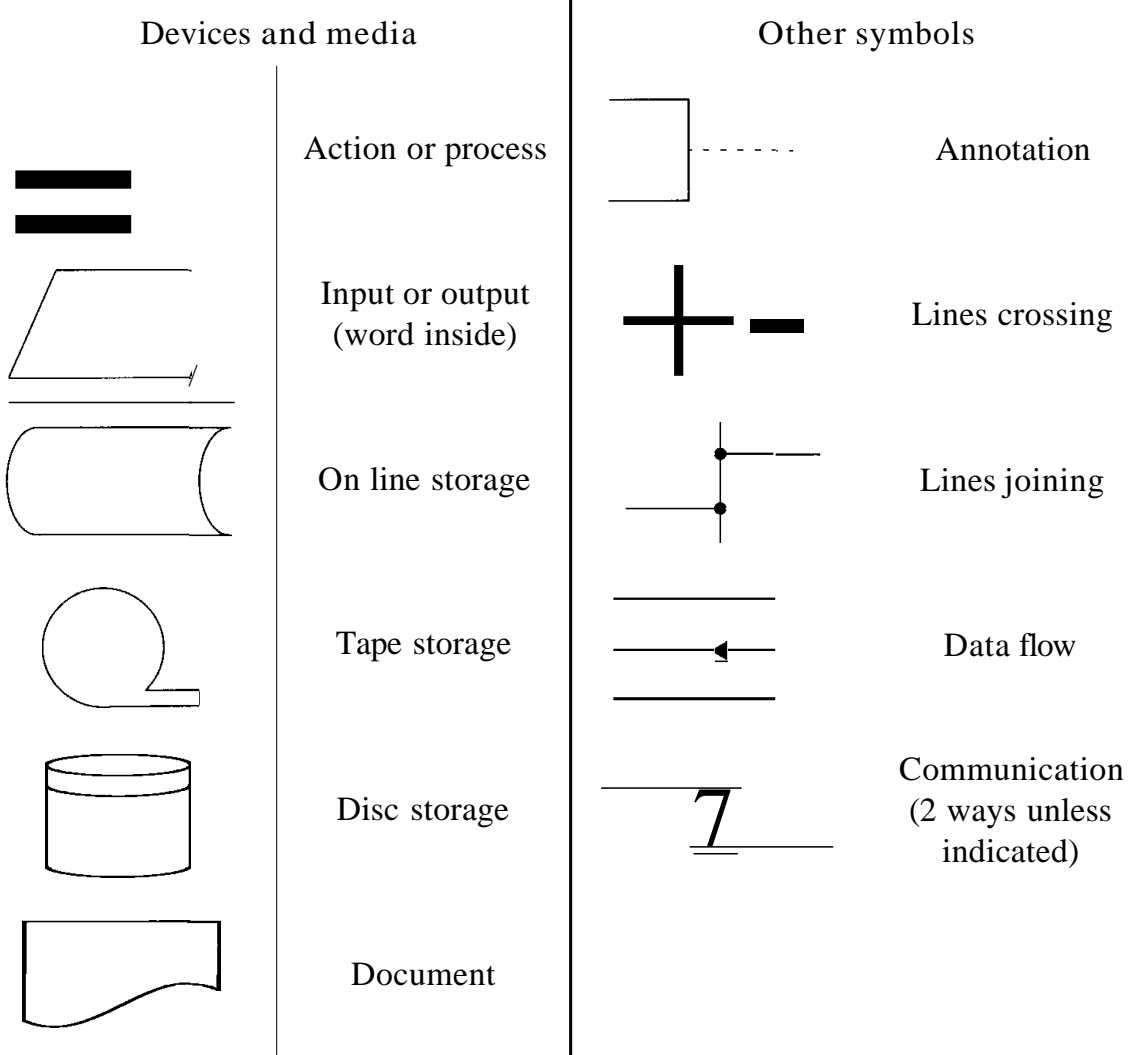 Devices and media
Action or process
Input or output
(word inside)
On line storage
Tape storage
Disc storage
Document
Other symbols
Annotation
Lines crossing
Lines joining
Data flow
7
Communication
(2 ways unless
indicated)